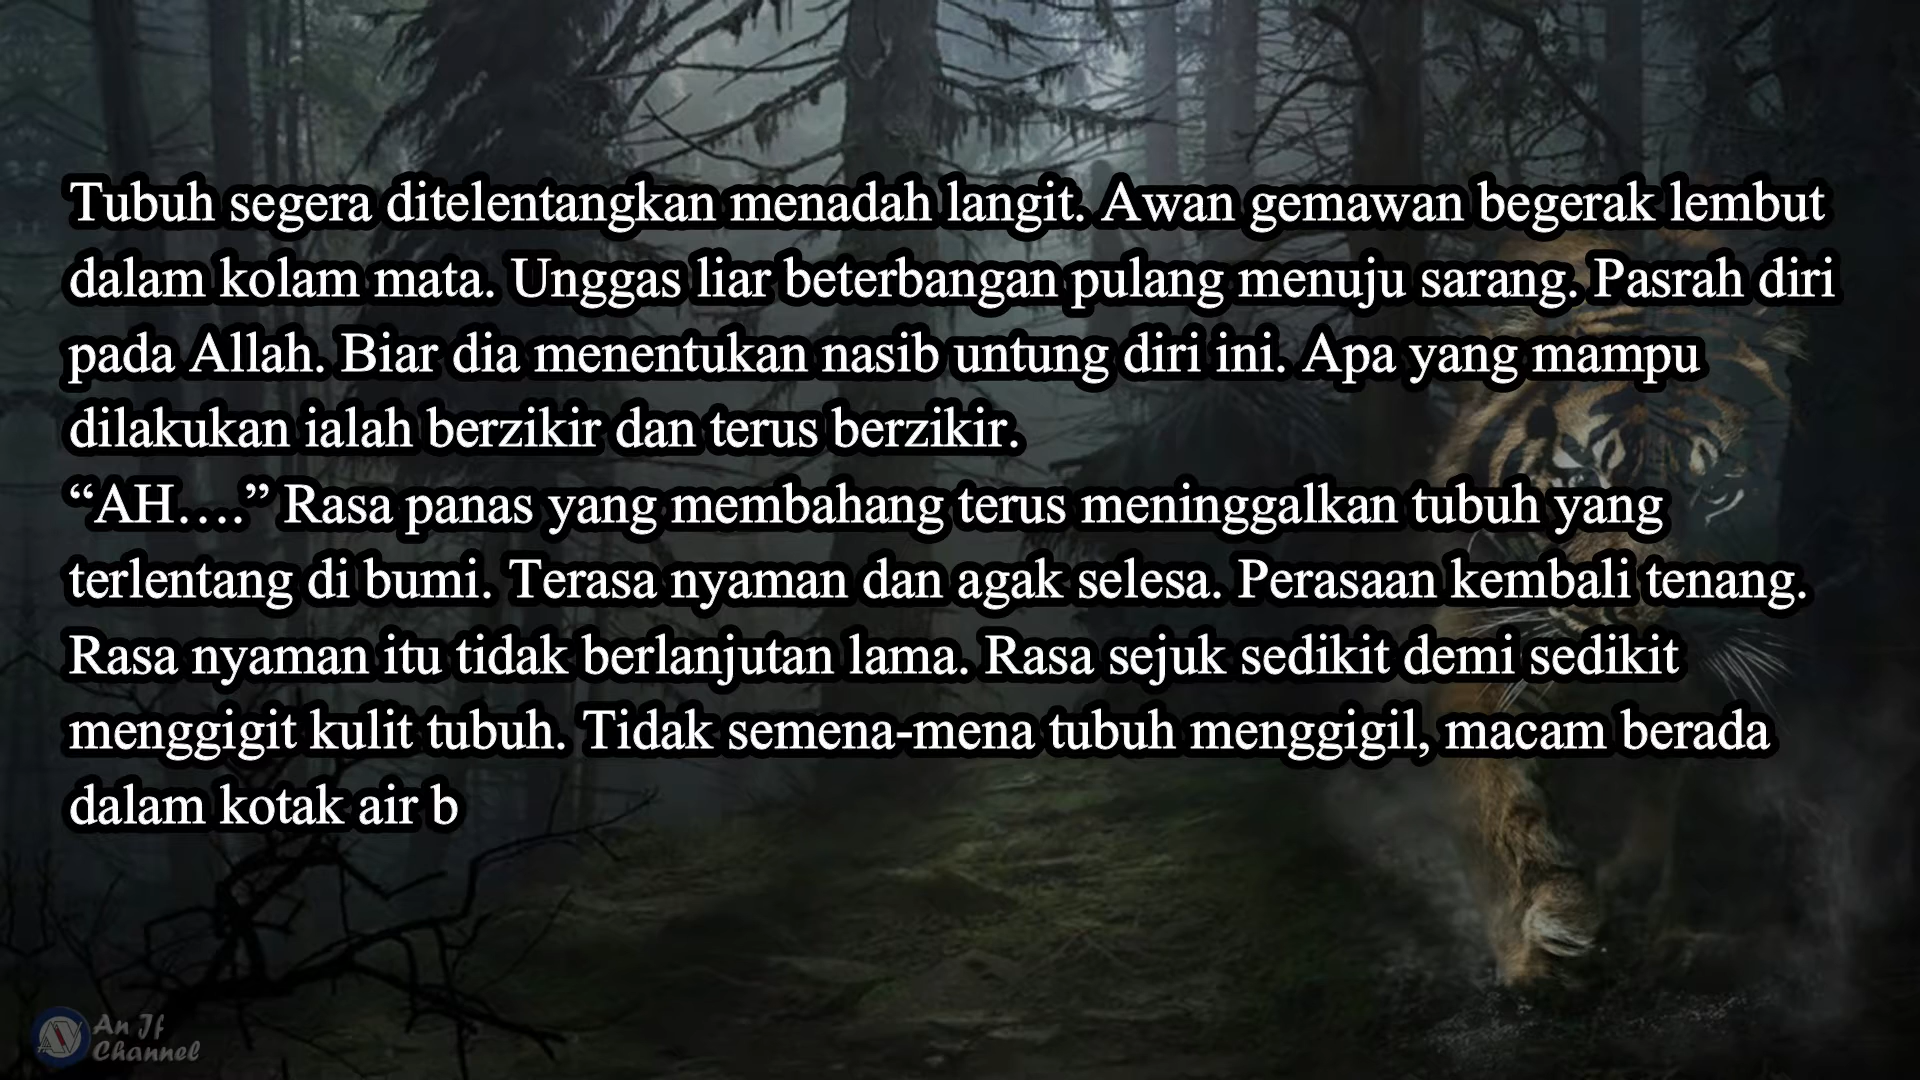 Tubuh segera ditelentangkan menadah langit. Awan gemawan begerak lembut
dalam kolam mata. Unggas liar beterbangan pulang menuju sarang. Pasrah diri
pada Allah. Biar dia menentukan nasib untung diri ini. Apa yang mampu
dilakukan ialah berzikir dan terus berzikir.
“AH….” Rasa panas yang membahang terus meninggalkan tubuh yang
terlentang di bumi. Terasa nyaman dan agak selesa. Perasaan kembali tenang.
Rasa nyaman itu tidak berlanjutan lama. Rasa sejuk sedikit demi sedikit
menggigit kulit tubuh. Tidak semena-mena tubuh menggigil, macam berada
dalam kotak air b
An Jf
Channel